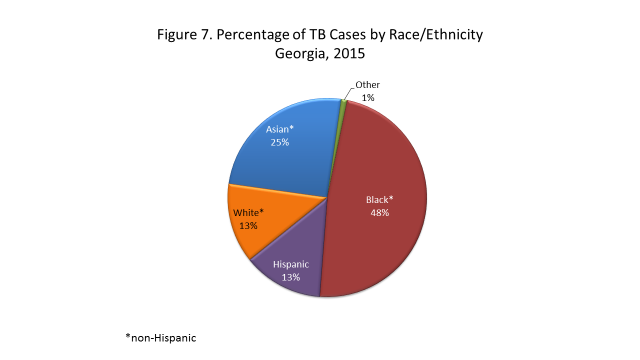 Figure 7. Percentage of TB Cases by Race/Ethnicity
Georgia, 2015
Other
1%
Asian*
25%
Black*
48%
White*
13%
Hispanic
13%
*non-Hispanic